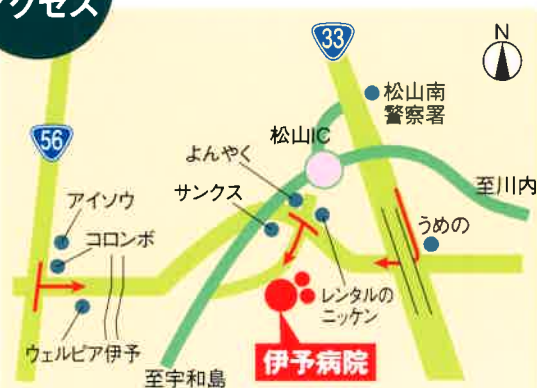 クセス
33
N
松山南
警察署
56
松山IC
よんやく
サンクス
至川内
アイソウ
うめの
コロンボ
レンタルの
ニッケン
ウェルピア伊予
伊予病院
至宇和島